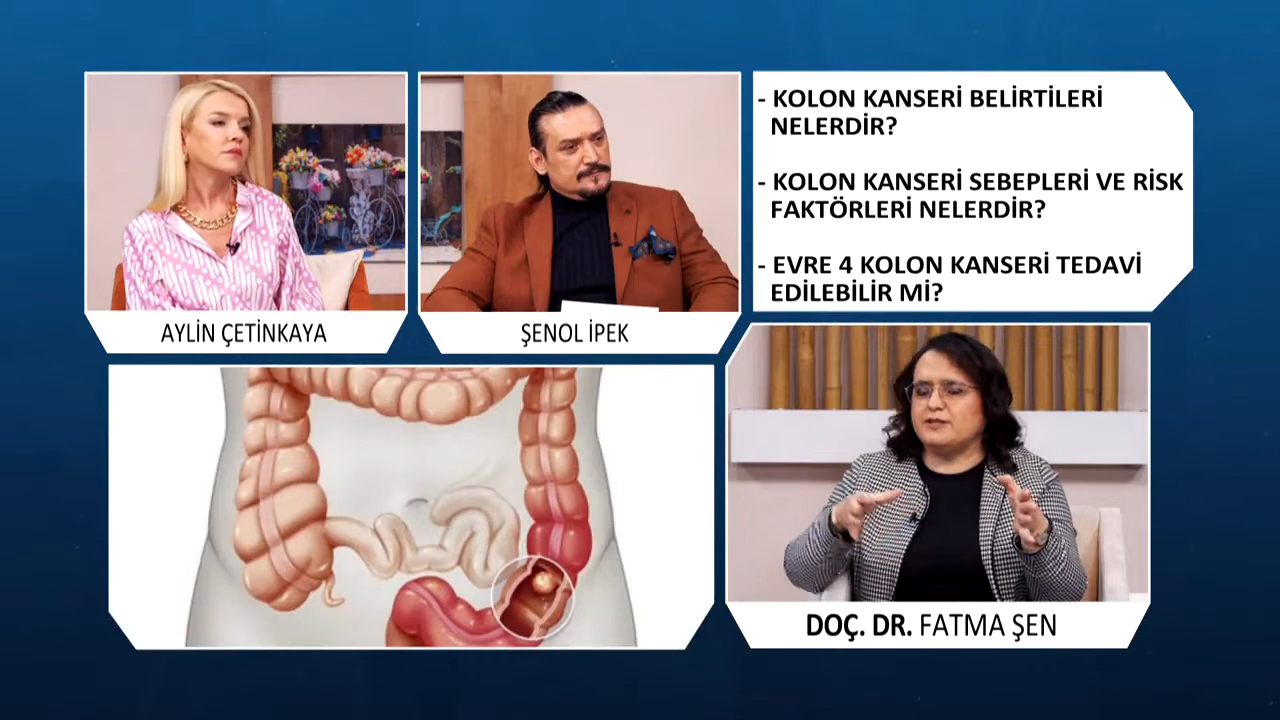 - KOLON KANSERİ BELİRTİLERİ
NELERDİR?
- KOLON KANSERİ SEBEPLERİ VE RİSK
FAKTÖRLERİ NELERDİR?
- EVRE 4 KOLON KANSERİ TEDAVİ
EDİLEBİLİR Mİ?
AYLİN ÇETİNKAYA
ŞENOL İPEK
DOÇ. DR. FATMA ŞEN